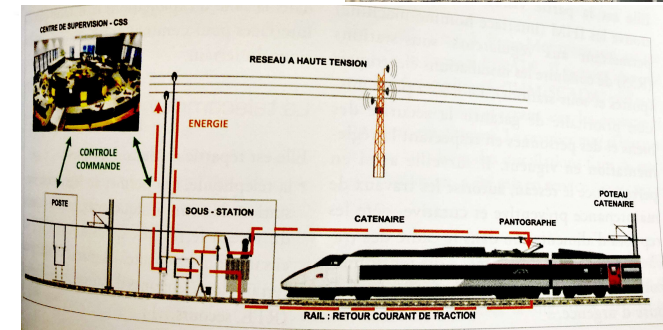 CENTRE DE SUPERVISION - CSS
RESEAU A HAUTE TENSION
ENERGIE
CONTROLE
COMMANDE
POSTE
SOUS - STATION
CATENAIRE
PANTOGRAPHE
POTEAU
CATENAIRE
RAIL : RETOUR COURANT DE TRACTION